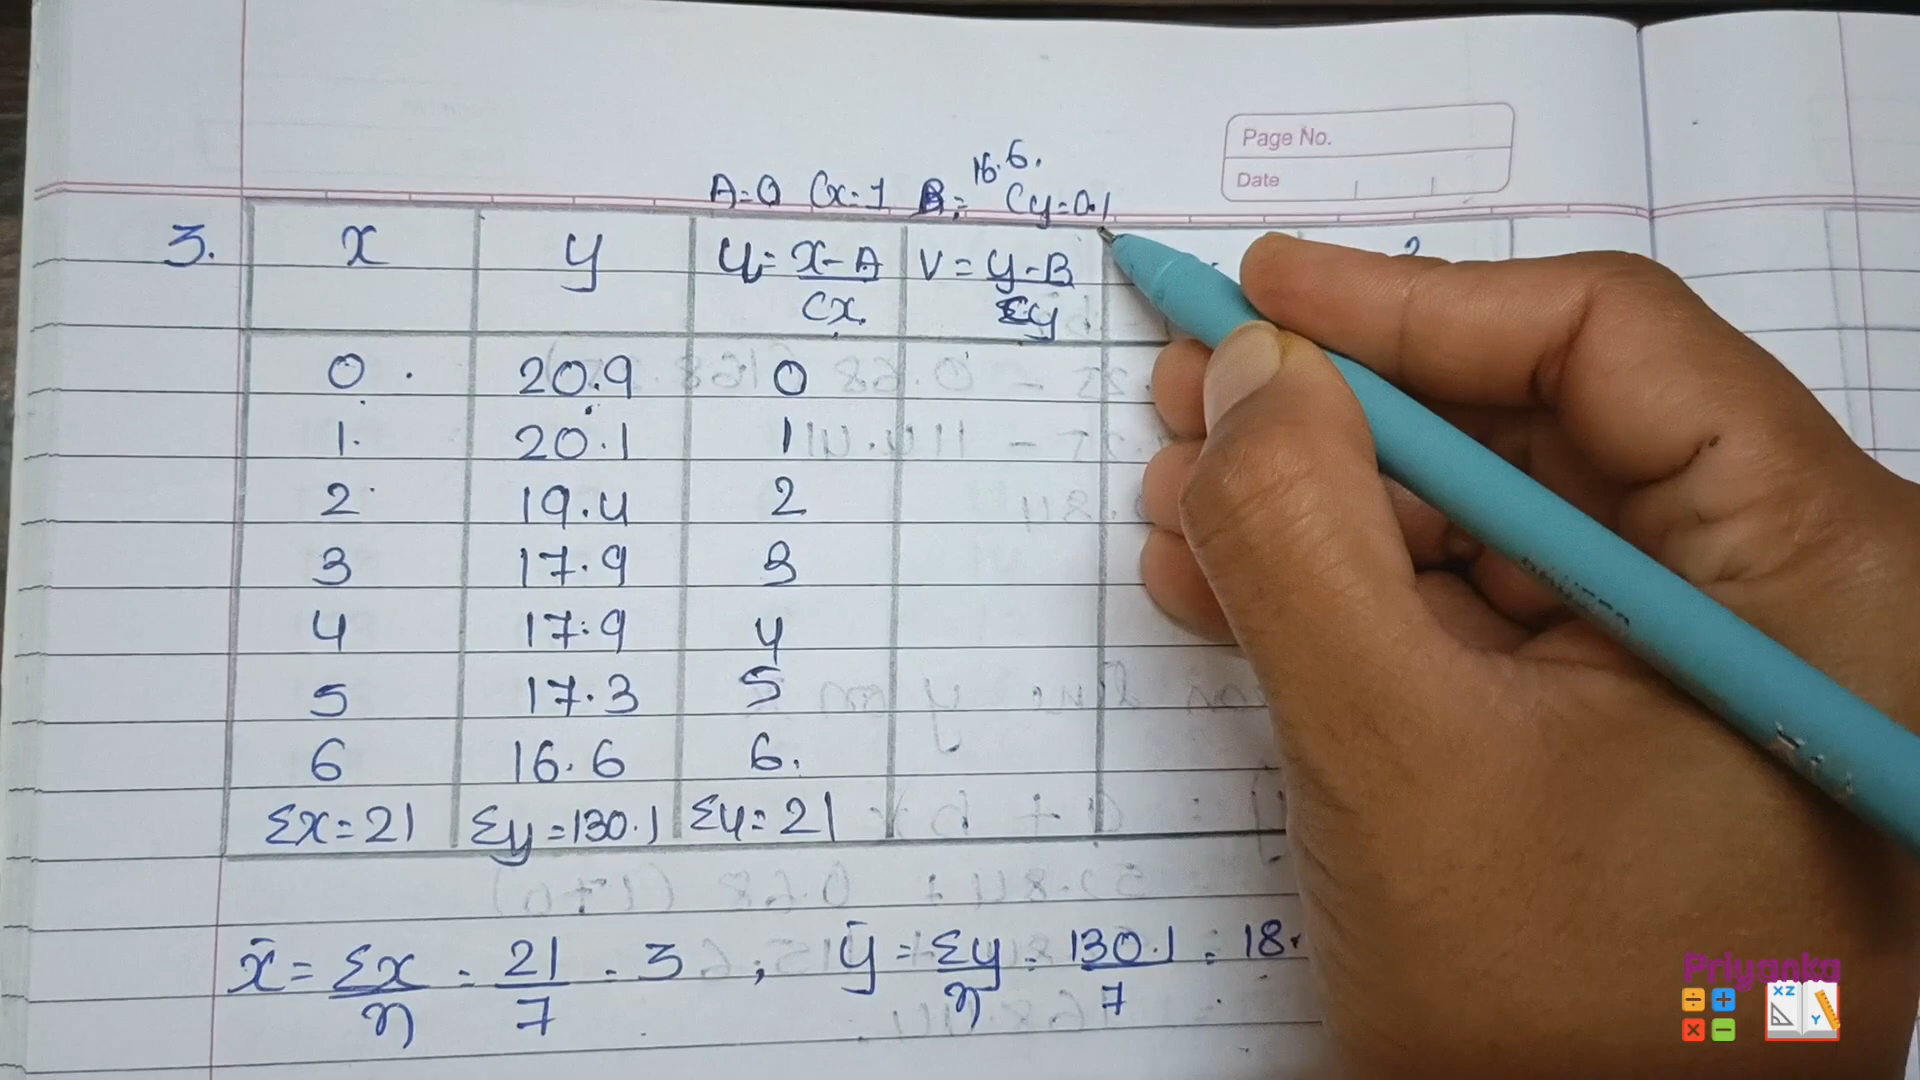 Page No.
Date
A=0 Cx=1 B= 16.6. Cy=0.1
3. x y u = x-A / Cx. v = y-B / Cy 2
0 20.9 0
1. 20.1 1
2 19.4 2
3 17.9 3
4 17.9 4
5 17.3 5
6 16.6 6.
Σx=21 Σy=130.1 Σu=21
x̄ = Σx / n = 21 / 7 = 3 , ȳ = Σy / n = 130.1 / 7 = 18.
Priyanka
XZ
Y